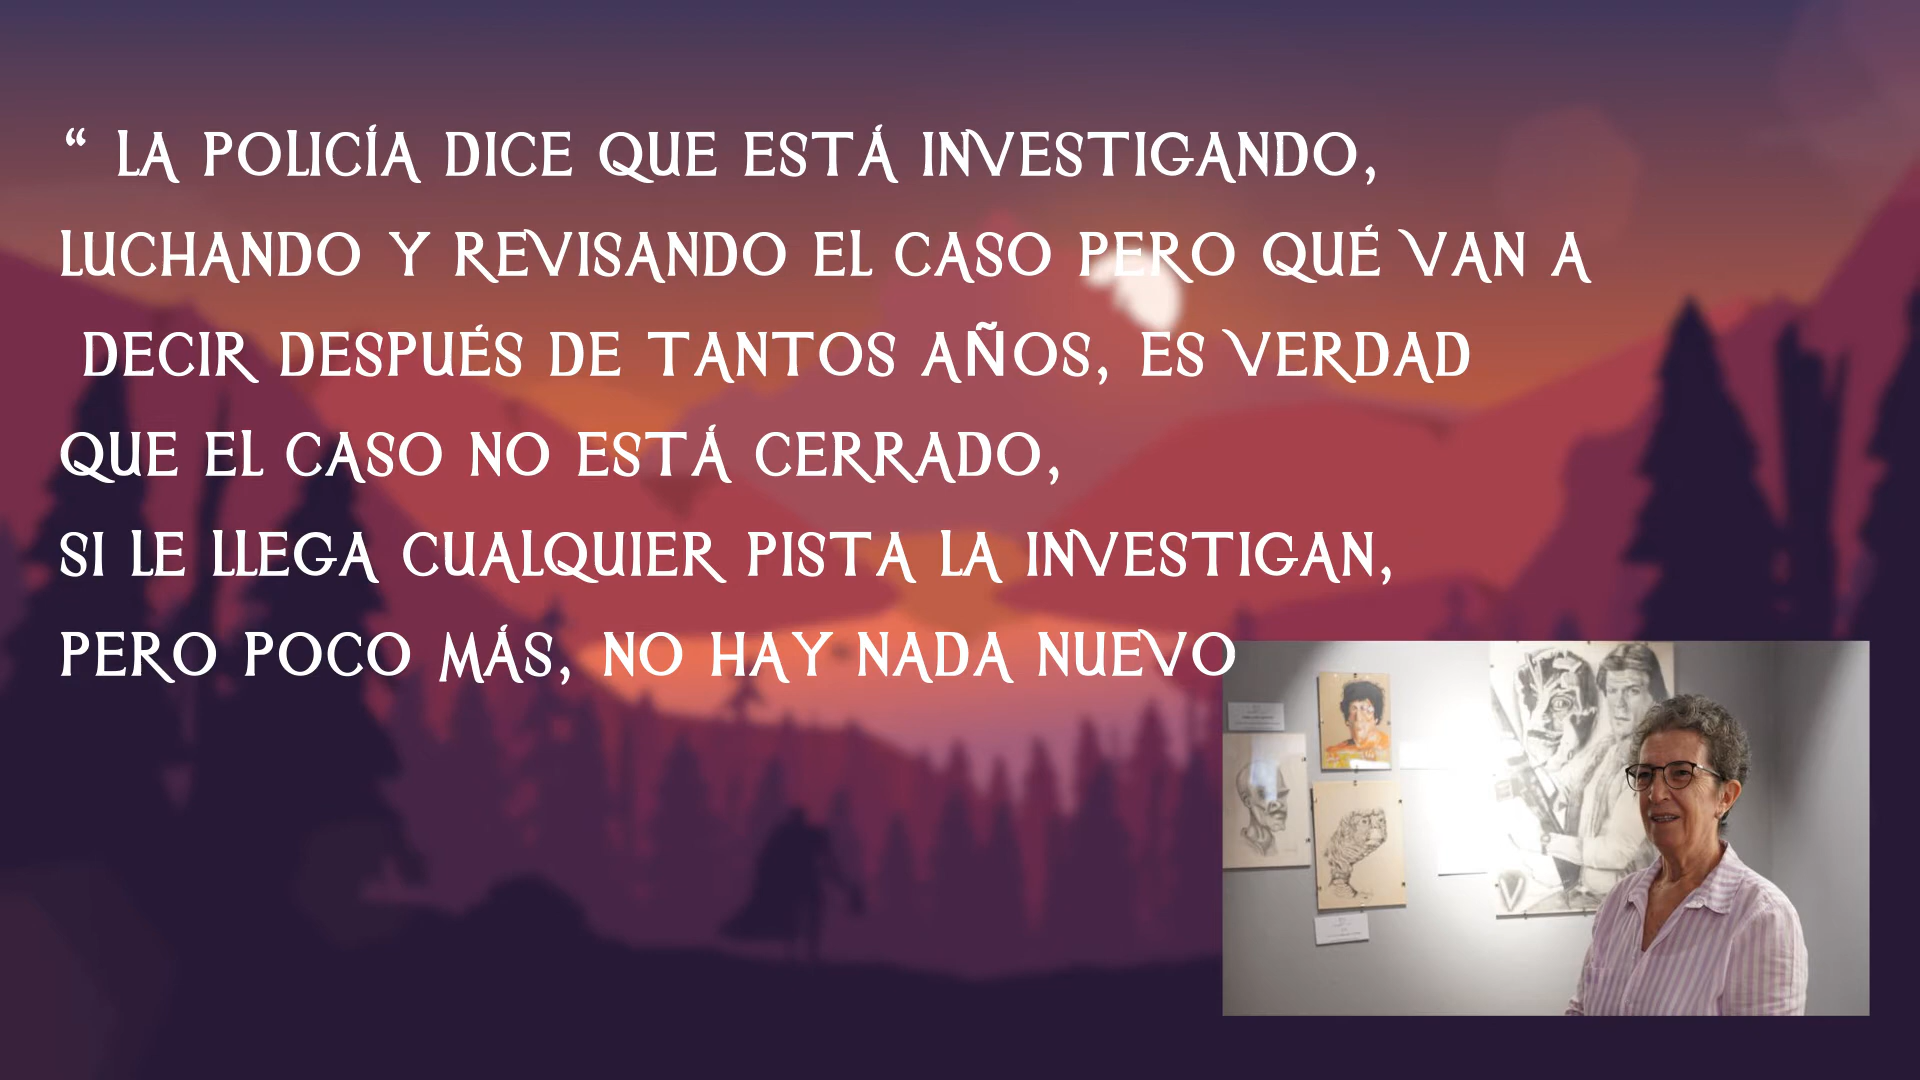 “ LA POLICÍA DICE QUE ESTÁ INVESTIGANDO,
LUCHANDO Y REVISANDO EL CASO PERO QUÉ VAN A
DECIR DESPUÉS DE TANTOS AÑOS, ES VERDAD
QUE EL CASO NO ESTÁ CERRADO,
SI LE LLEGA CUALQUIER PISTA LA INVESTIGAN,
PERO POCO MÁS, NO HAY NADA NUEVO